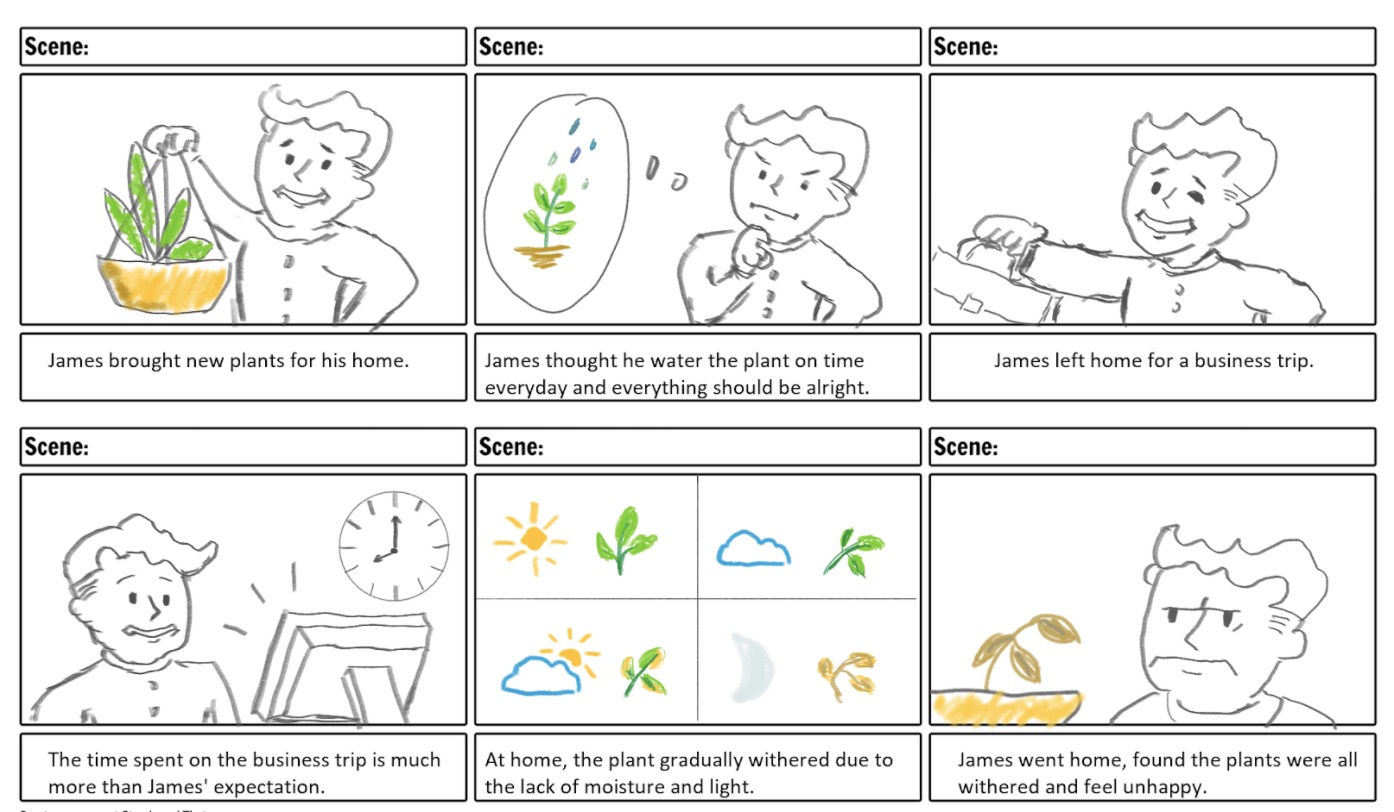 Scene:
Scene:
Scene:
James brought new plants for his home.
James thought he water the plant on time
everyday and everything should be alright.
James left home for a business trip.
Scene:
Scene:
Scene:
The time spent on the business trip is much
more than James' expectation.
At home, the plant gradually withered due to
the lack of moisture and light.
James went home, found the plants were all
withered and feel unhappy.